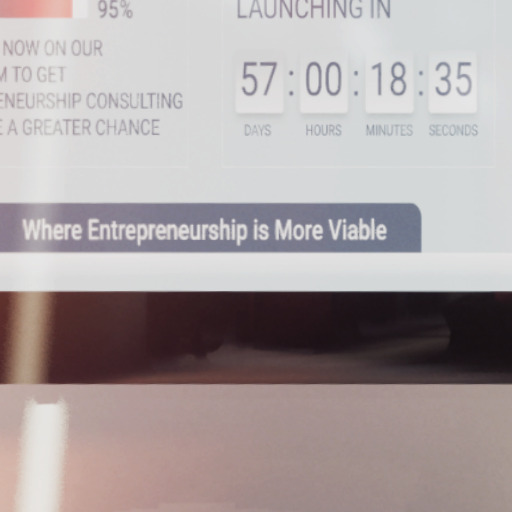 95%
NOW ON OUR
TO GET
CONSULTING
A GREATER CHANCE
LAUNCHING IN
57 : 00 : 18 : 35
DAYS HOURS MINUTES SECONDS
Where Entrepreneurship is More Viable